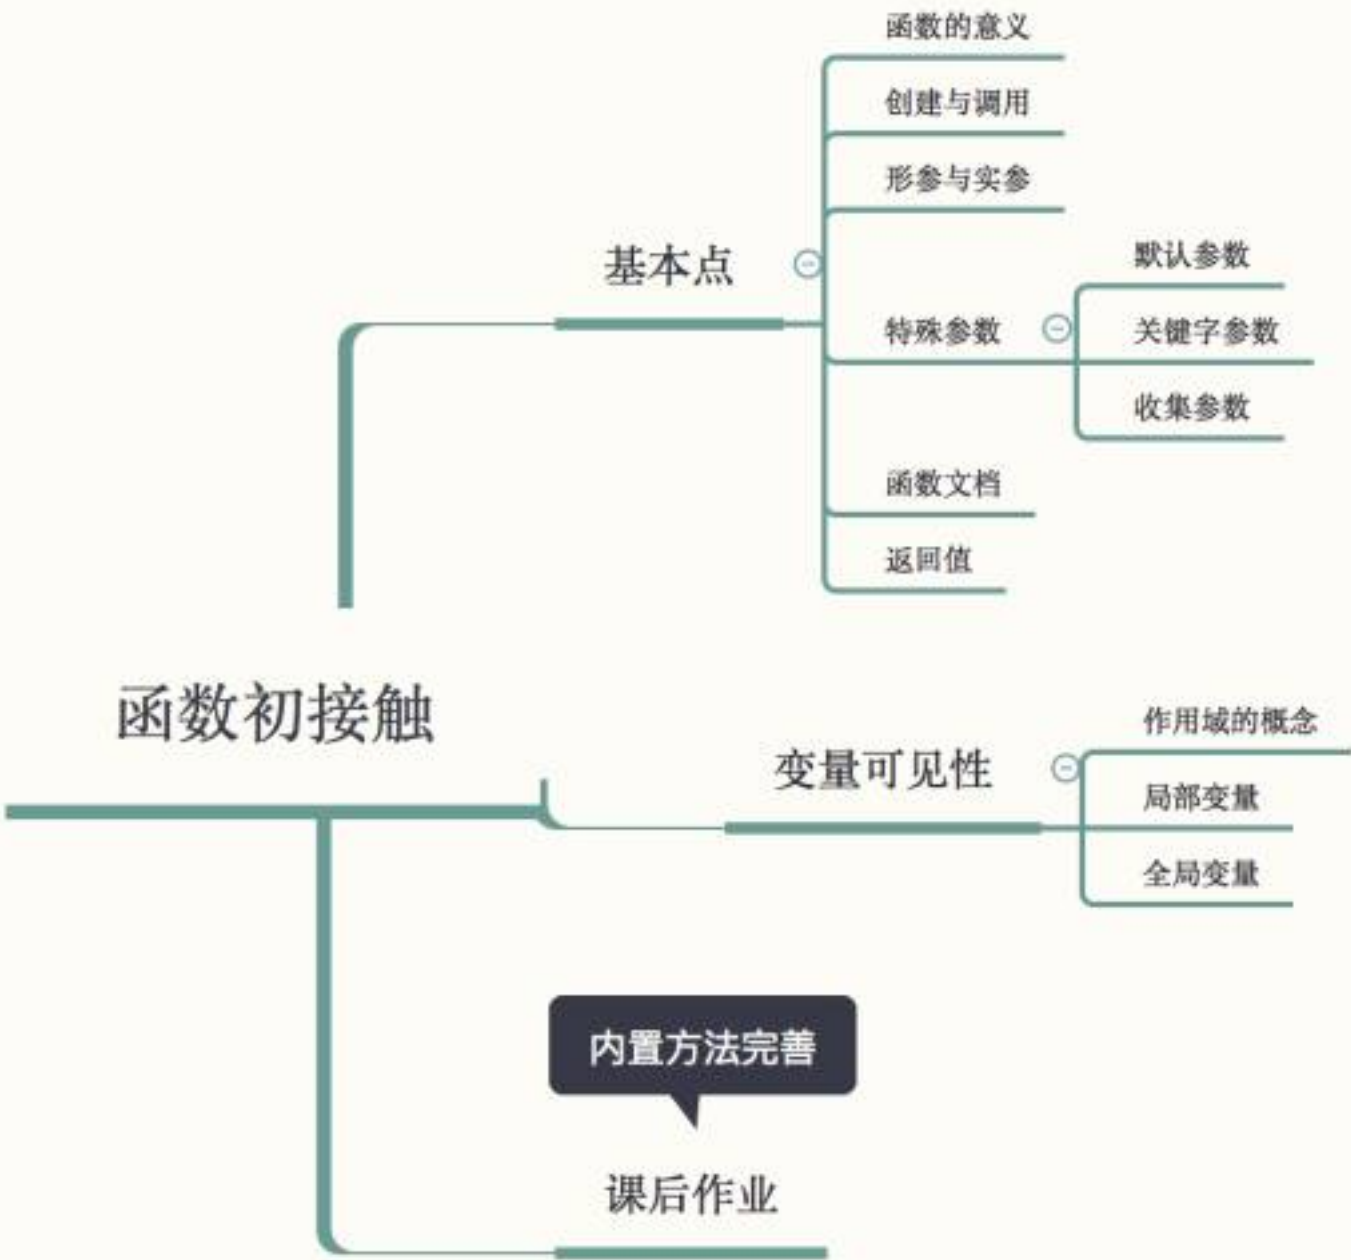 函数的意义
创建与调用
形参与实参
基本点
默认参数
特殊参数
关键字参数
收集参数
函数文档
返回值
函数初接触
作用域的概念
变量可见性
局部变量
全局变量
内置方法完善
课后作业